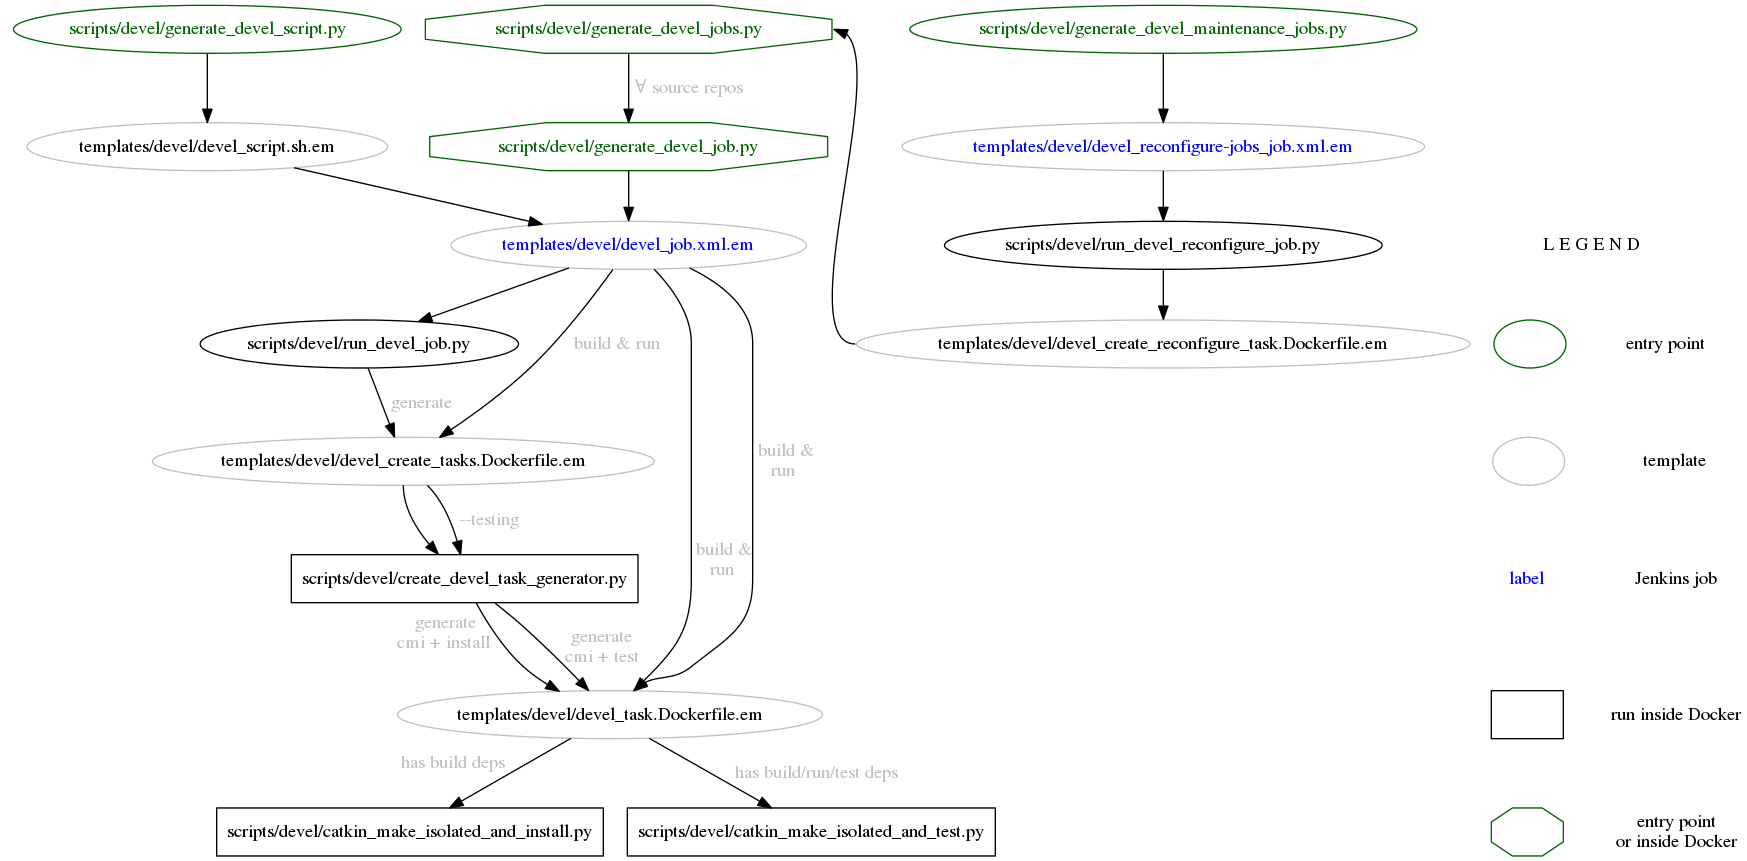 scripts/devel/generate_devel_script.py
scripts/devel/generate_devel_jobs.py
scripts/devel/generate_devel_maintenance_jobs.py
∀ source repos
templates/devel/devel_script.sh.em
scripts/devel/generate_devel_job.py
templates/devel/devel_reconfigure-jobs_job.xml.em
templates/devel/devel_job.xml.em
scripts/devel/run_devel_reconfigure_job.py
scripts/devel/run_devel_job.py
build & run
templates/devel/devel_create_reconfigure_task.Dockerfile.em
generate
templates/devel/devel_create_tasks.Dockerfile.em
build &
run
--testing
build &
run
scripts/devel/create_devel_task_generator.py
generate
cmi + install
generate
cmi + test
templates/devel/devel_task.Dockerfile.em
has build deps
has build/run/test deps
scripts/devel/catkin_make_isolated_and_install.py
scripts/devel/catkin_make_isolated_and_test.py
L E G E N D
entry point
template
label
Jenkins job
run inside Docker
entry point
or inside Docker